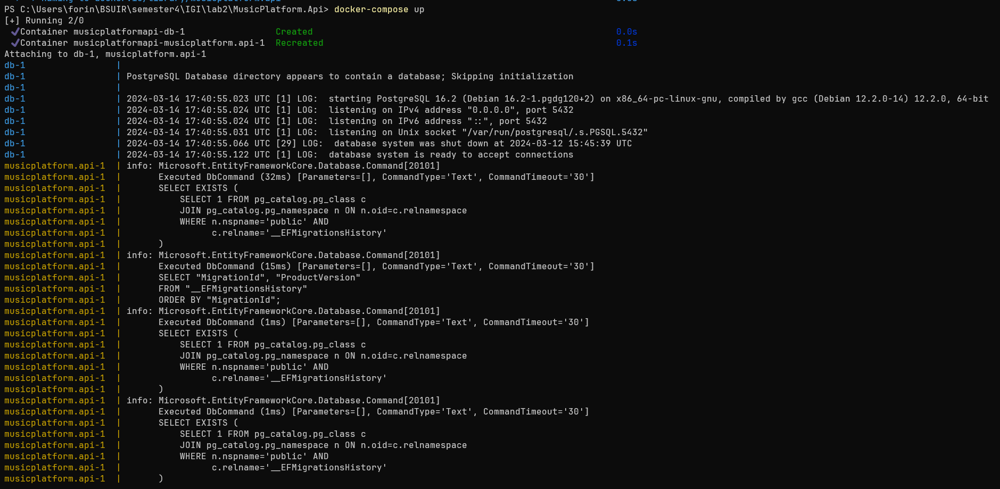 PS C:\Users\forin\BSUIR\semester4\IGI\lab2\MusicPlatform.Api> docker-compose up
[+] Running 2/0
✔Container musicplatformapi-db-1 Created 0.0s
✔Container musicplatformapi-musicplatform.api-1 Recreated 0.1s
Attaching to db-1, musicplatform.api-1
db-1 |
db-1 | PostgreSQL Database directory appears to contain a database; Skipping initialization
db-1 |
db-1 | 2024-03-14 17:40:55.023 UTC [1] LOG:  starting PostgreSQL 16.2 (Debian 16.2-1.pgdg120+2) on x86_64-pc-linux-gnu, compiled by gcc (Debian 12.2.0-14) 12.2.0, 64-bit
db-1 | 2024-03-14 17:40:55.024 UTC [1] LOG:  listening on IPv4 address "0.0.0.0", port 5432
db-1 | 2024-03-14 17:40:55.024 UTC [1] LOG:  listening on IPv6 address "::", port 5432
db-1 | 2024-03-14 17:40:55.031 UTC [1] LOG:  listening on Unix socket "/var/run/postgresql/.s.PGSQL.5432"
db-1 | 2024-03-14 17:40:55.066 UTC [29] LOG:  database system was shut down at 2024-03-12 15:45:39 UTC
db-1 | 2024-03-14 17:40:55.122 UTC [1] LOG:  database system is ready to accept connections
musicplatform.api-1 | info: Microsoft.EntityFrameworkCore.Database.Command[20101]
musicplatform.api-1 | Executed DbCommand (32ms) [Parameters=[], CommandType='Text', CommandTimeout='30']
musicplatform.api-1 | SELECT EXISTS (
musicplatform.api-1 | SELECT 1 FROM pg_catalog.pg_class c
musicplatform.api-1 | JOIN pg_catalog.pg_namespace n ON n.oid=c.relnamespace
musicplatform.api-1 | WHERE n.nspname='public' AND
musicplatform.api-1 | c.relname='__EFMigrationsHistory'
musicplatform.api-1 | )
musicplatform.api-1 | info: Microsoft.EntityFrameworkCore.Database.Command[20101]
musicplatform.api-1 | Executed DbCommand (15ms) [Parameters=[], CommandType='Text', CommandTimeout='30']
musicplatform.api-1 | SELECT "MigrationId", "ProductVersion"
musicplatform.api-1 | FROM "__EFMigrationsHistory"
musicplatform.api-1 | ORDER BY "MigrationId";
musicplatform.api-1 | info: Microsoft.EntityFrameworkCore.Database.Command[20101]
musicplatform.api-1 | Executed DbCommand (1ms) [Parameters=[], CommandType='Text', CommandTimeout='30']
musicplatform.api-1 | SELECT EXISTS (
musicplatform.api-1 | SELECT 1 FROM pg_catalog.pg_class c
musicplatform.api-1 | JOIN pg_catalog.pg_namespace n ON n.oid=c.relnamespace
musicplatform.api-1 | WHERE n.nspname='public' AND
musicplatform.api-1 | c.relname='__EFMigrationsHistory'
musicplatform.api-1 | )
musicplatform.api-1 | info: Microsoft.EntityFrameworkCore.Database.Command[20101]
musicplatform.api-1 | Executed DbCommand (1ms) [Parameters=[], CommandType='Text', CommandTimeout='30']
musicplatform.api-1 | SELECT EXISTS (
musicplatform.api-1 | SELECT 1 FROM pg_catalog.pg_class c
musicplatform.api-1 | JOIN pg_catalog.pg_namespace n ON n.oid=c.relnamespace
musicplatform.api-1 | WHERE n.nspname='public' AND
musicplatform.api-1 | c.relname='__EFMigrationsHistory'
musicplatform.api-1 | )